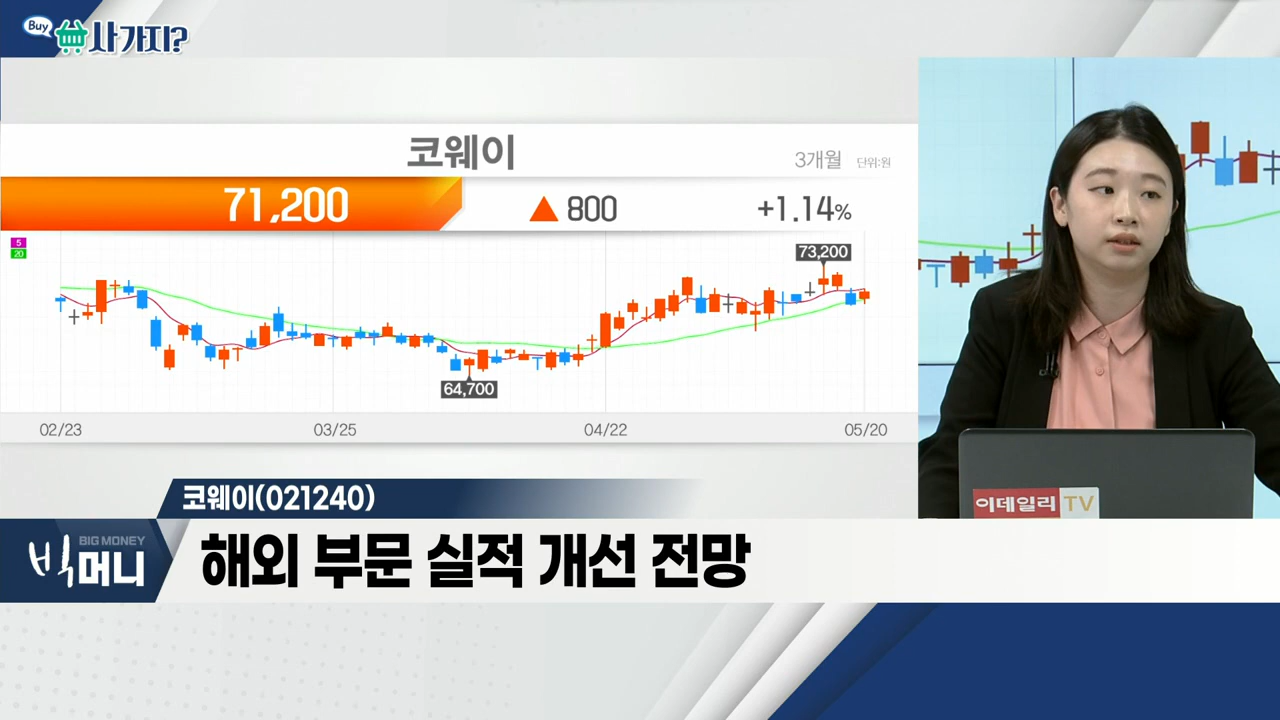 Buy
사가지?
코웨이
3개월 단위:원
71,200 ▲ 800 +1.14%
5
20
73,200
64,700
02/23 03/25 04/22 05/20
이데일리 TV
코웨이(021240)
BIG MONEY
빅머니
해외 부문 실적 개선 전망